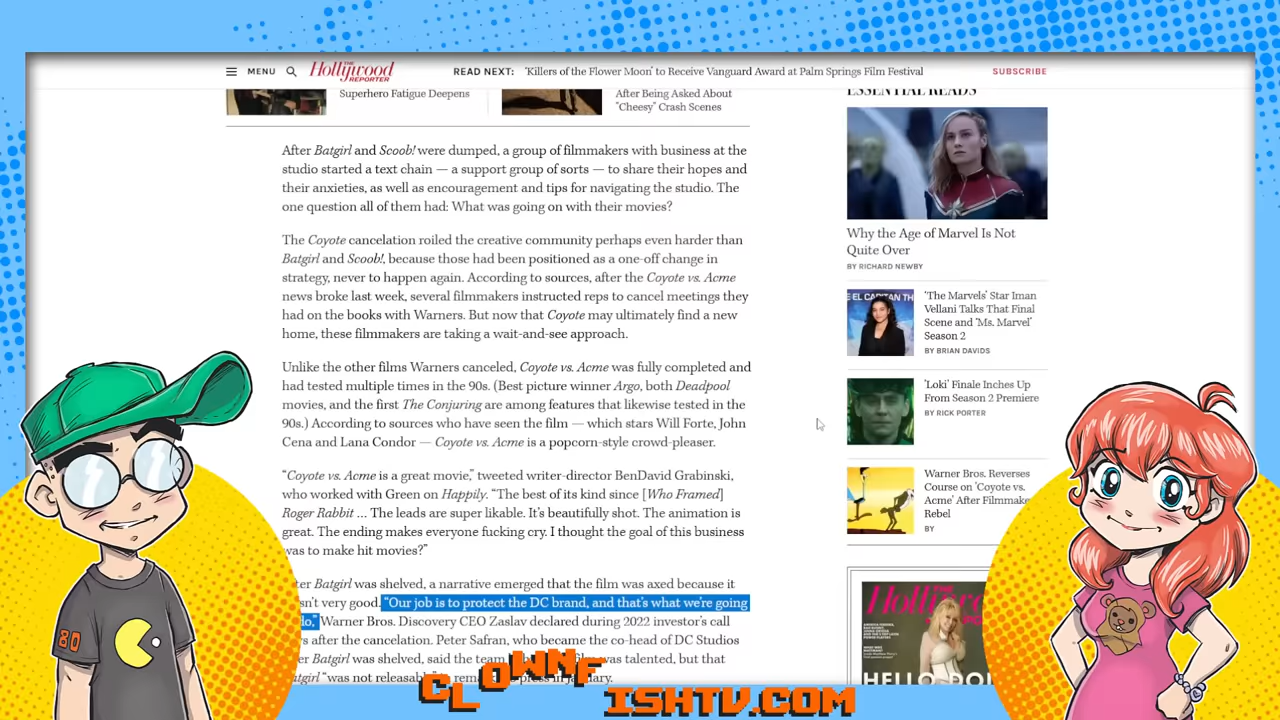 MENU
THE
Hollywood
REPORTER
READ NEXT: 'Killers of the Flower Moon' to Receive Vanguard Award at Palm Springs Film Festival
SUBSCRIBE
Superhero Fatigue Deepens
After Being Asked About
"Cheesy" Crash Scenes
ESSENTIAL READS
After Batgirl and Scoob! were dumped, a group of filmmakers with business at the
studio started a text chain — a support group of sorts — to share their hopes and
their anxieties, as well as encouragement and tips for navigating the studio. The
one question all of them had: What was going on with their movies?
The Coyote cancelation roiled the creative community perhaps even harder than
Batgirl and Scoob!, because those had been positioned as a one-off change in
strategy, never to happen again. According to sources, after the Coyote vs. Acme
news broke last week, several filmmakers instructed reps to cancel meetings they
had on the books with Warners. But now that Coyote may ultimately find a new
home, these filmmakers are taking a wait-and-see approach.
Unlike the other films Warners canceled, Coyote vs. Acme was fully completed and
had tested multiple times in the 90s. (Best picture winner Argo, both Deadpool
movies, and the first The Conjuring are among features that likewise tested in the
90s.) According to sources who have seen the film — which stars Will Forte, John
Cena and Lana Condor — Coyote vs. Acme is a popcorn-style crowd-pleaser.
"Coyote vs. Acme is a great movie," tweeted writer-director BenDavid Grabinski,
who worked with Green on Happily. "The best of its kind since [Who Framed]
Roger Rabbit … The leads are super likable. It's beautifully shot. The animation is
great. The ending makes everyone fucking cry. I thought the goal of this business
was to make hit movies?"
Batgirl was shelved, a narrative emerged that the film was axed because it
very good. "Our job is to protect the DC brand, and that's what we're going
do," Warner Bros. Discovery CEO Zaslav declared during 2022 investor's call
after the cancelation. Peter Safran, who became the co-head of DC Studios
Batgirl was shelved, said the team film was talented, but that
"was not releasable" press in January.
Why the Age of Marvel Is Not
Quite Over
BY RICHARD NEWBY
E EL CAPITAN TH
'The Marvels' Star Iman
Vellani Talks That Final
Scene and 'Ms. Marvel'
Season 2
BY BRIAN DAVIDS
'Loki' Finale Inches Up
From Season 2 Premiere
BY RICK PORTER
Warner Bros. Reverses
Course on 'Coyote vs.
Acme' After Filmmake
Rebel
BY
Hollyw
HELLO, DOL
80
CLOWNF
ISHTV.COM